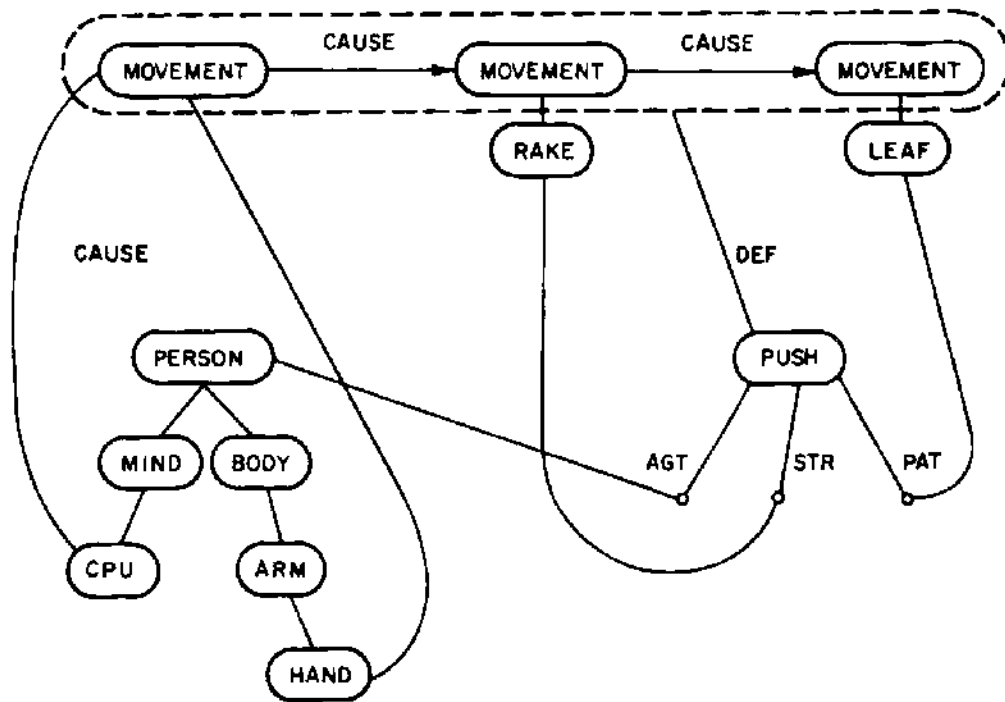 CAUSE CAUSE
MOVEMENT MOVEMENT MOVEMENT
RAKE LEAF
CAUSE DEF
PERSON PUSH
MIND BODY AGT STR PAT
CPU ARM
HAND